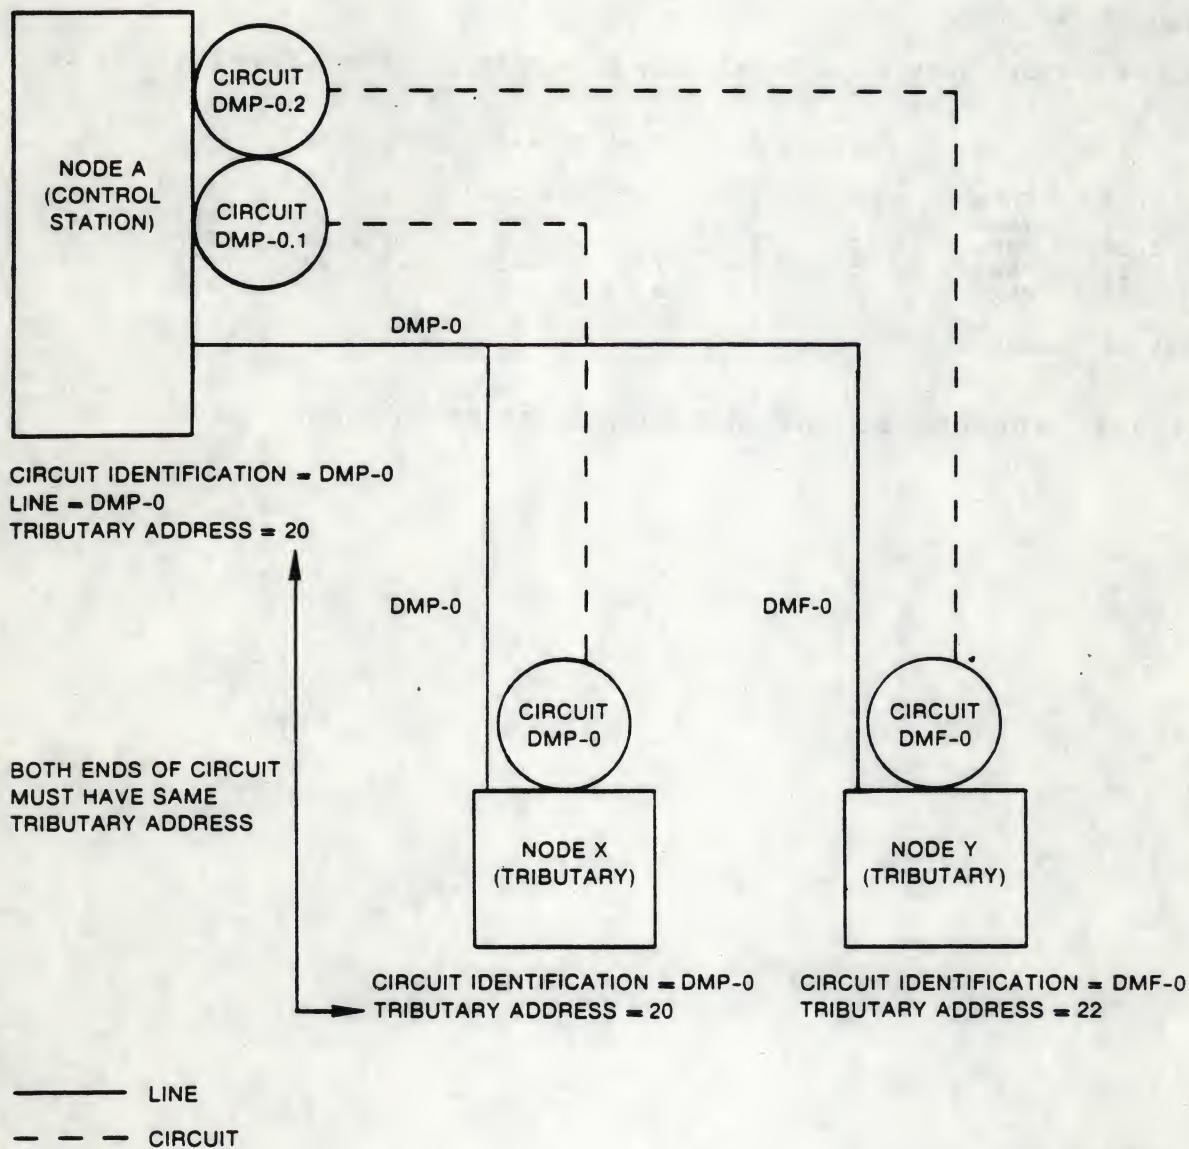 CIRCUIT
DMP-0.2
NODE A
(CONTROL
STATION)
CIRCUIT
DMP-0.1
DMP-0
CIRCUIT IDENTIFICATION = DMP-0
LINE = DMP-0
TRIBUTARY ADDRESS = 20
DMP-0
DMF-0
CIRCUIT
DMP-0
CIRCUIT
DMF-0
BOTH ENDS OF CIRCUIT
MUST HAVE SAME
TRIBUTARY ADDRESS
NODE X
(TRIBUTARY)
NODE Y
(TRIBUTARY)
CIRCUIT IDENTIFICATION = DMP-0
TRIBUTARY ADDRESS = 20
CIRCUIT IDENTIFICATION = DMF-0
TRIBUTARY ADDRESS = 22
LINE
CIRCUIT